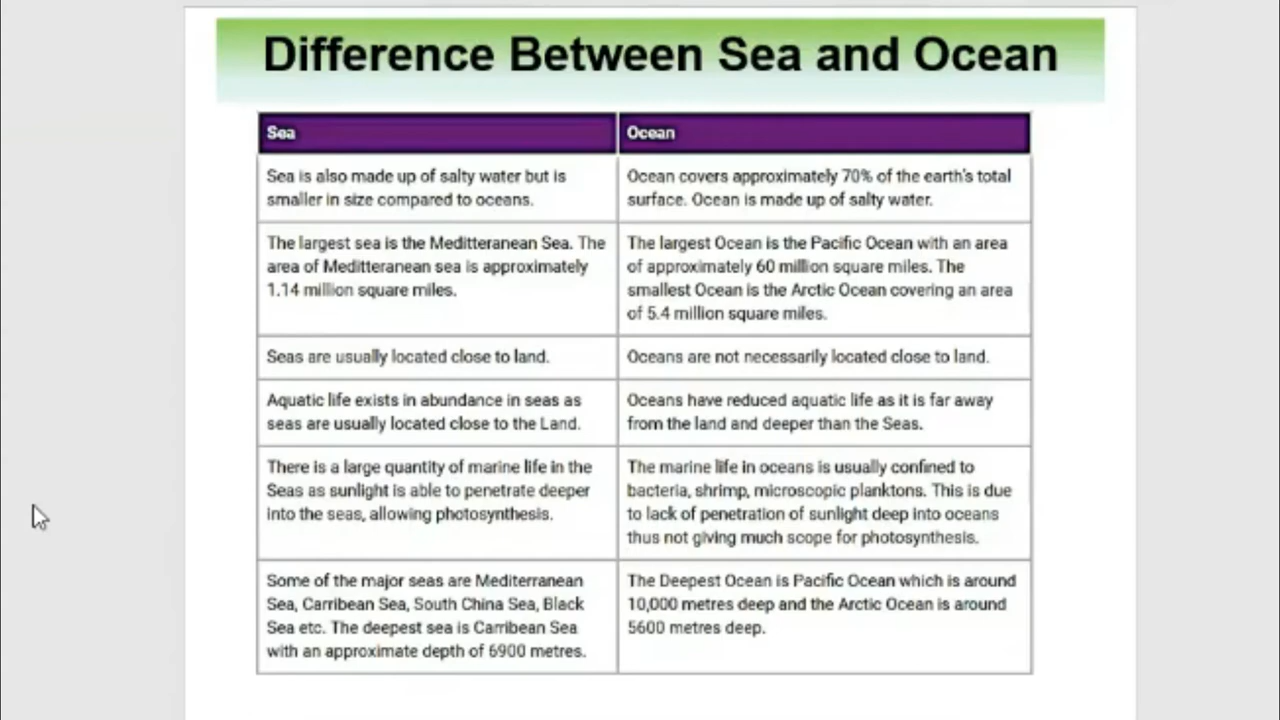 Difference Between Sea and Ocean
Sea
Ocean
Sea is also made up of salty water but is
smaller in size compared to oceans.
Ocean covers approximately 70% of the earth's total
surface. Ocean is made up of salty water.
The largest sea is the Meditteranean Sea. The
area of Meditteranean sea is approximately
1.14 million square miles.
The largest Ocean is the Pacific Ocean with an area
of approximately 60 million square miles. The
smallest Ocean is the Arctic Ocean covering an area
of 5.4 million square miles.
Seas are usually located close to land.
Oceans are not necessarily located close to land.
Aquatic life exists in abundance in seas as
seas are usually located close to the Land.
Oceans have reduced aquatic life as it is far away
from the land and deeper than the Seas.
There is a large quantity of marine life in the
Seas as sunlight is able to penetrate deeper
into the seas, allowing photosynthesis.
The marine life in oceans is usually confined to
bacteria, shrimp, microscopic planktons. This is due
to lack of penetration of sunlight deep into oceans
thus not giving much scope for photosynthesis.
Some of the major seas are Mediterranean
Sea, Carribean Sea, South China Sea, Black
Sea etc. The deepest sea is Carribean Sea
with an approximate depth of 6900 metres.
The Deepest Ocean is Pacific Ocean which is around
10,000 metres deep and the Arctic Ocean is around
5600 metres deep.